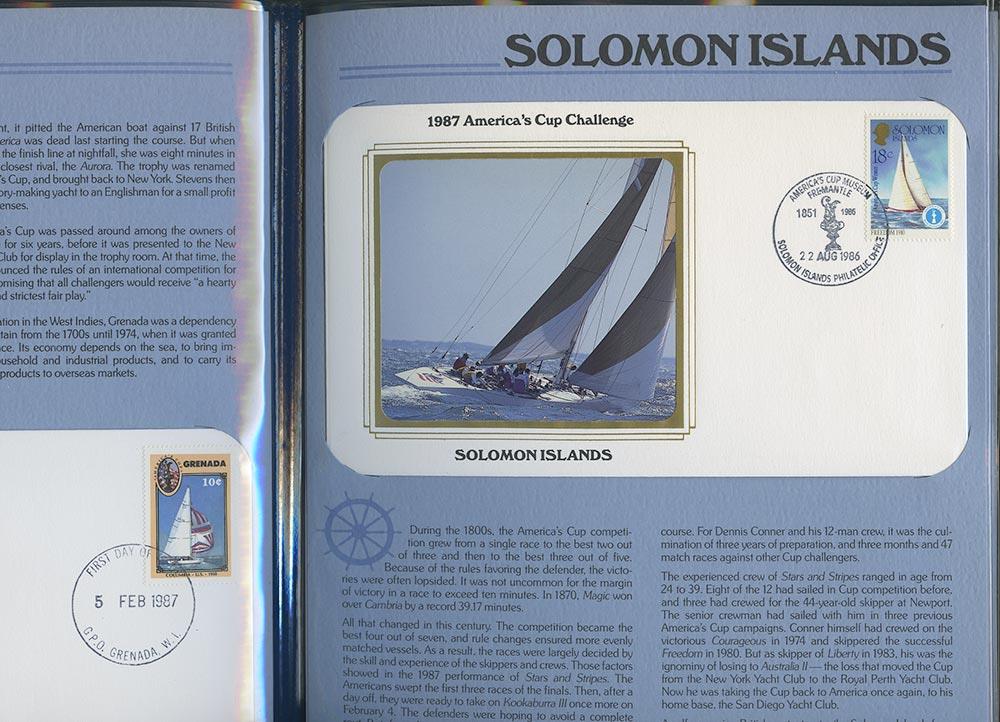 nt, it pitted the American boat against 17 British
erica was dead last starting the course. But when
the finish line at nightfall, she was eight minutes in
closest rival, the Aurora. The trophy was renamed
's Cup, and brought back to New York. Stevens then
ory-making yacht to an Englishman for a small profit
enses.
a's Cup was passed around among the owners of
for six years, before it was presented to the New
Club for display in the trophy room. At that time, the
ounced the rules of an international competition for
omising that all challengers would receive "a hearty
d strictest fair play."
ation in the West Indies, Grenada was a dependency
tain from the 1700s until 1974, when it was granted
ce. Its economy depends on the sea, to bring im-
ousehold and industrial products, and to carry its
products to overseas markets.
GRENADA
10¢
COLUMBIA - U.S. - 1958
FIRST DAY OF
5 FEB 1987
G.P.O. GRENADA, W.I.
SOLOMON ISLANDS
1987 America's Cup Challenge
SOLOMON ISLANDS
SOLOMON
ISLANDS
18c
FREEDOM 1980
AMERICA'S CUP MUSEUM
FREMANTLE
1851 1986
22 AUG 1986
SOLOMON ISLANDS PHILATELIC OFFICE
During the 1800s, the America's Cup competi-
tion grew from a single race to the best two out
of three and then to the best three out of five.
Because of the rules favoring the defender, the victo-
ries were often lopsided. It was not uncommon for the margin
of victory in a race to exceed ten minutes. In 1870, Magic won
over Cambria by a record 39.17 minutes.
All that changed in this century. The competition became the
best four out of seven, and rule changes ensured more evenly
matched vessels. As a result, the races were largely decided by
the skill and experience of the skippers and crews. Those factors
showed in the 1987 performance of Stars and Stripes. The
Americans swept the first three races of the finals. Then, after a
day off, they were ready to take on Kookaburra III once more on
February 4. The defenders were hoping to avoid a complete
course. For Dennis Conner and his 12-man crew, it was the cul-
mination of three years of preparation, and three months and 47
match races against other Cup challengers.
The experienced crew of Stars and Stripes ranged in age from
24 to 39. Eight of the 12 had sailed in Cup competition before,
and three had crewed for the 44-year-old skipper at Newport.
The senior crewman had sailed with him in three previous
America's Cup campaigns. Conner himself had crewed on the
victorious Courageous in 1974 and skippered the successful
Freedom in 1980. But as skipper of Liberty in 1983, his was the
ignominy of losing to Australia II — the loss that moved the Cup
from the New York Yacht Club to the Royal Perth Yacht Club.
Now he was taking the Cup back to America once again, to his
home base, the San Diego Yacht Club.